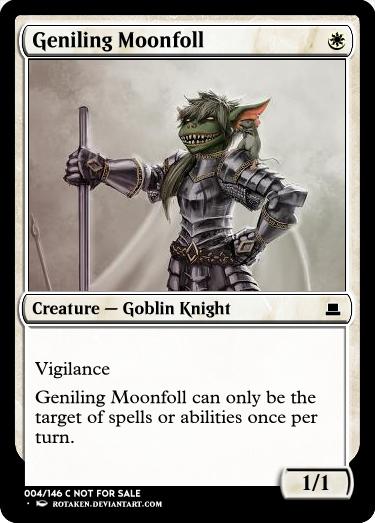 Geniling Moonfoll
Creature — Goblin Knight
Vigilance
Geniling Moonfoll can only be the
target of spells or abilities once per
turn.
1/1
004/146 C NOT FOR SALE
ROTAKEN.DEVIANTART.COM